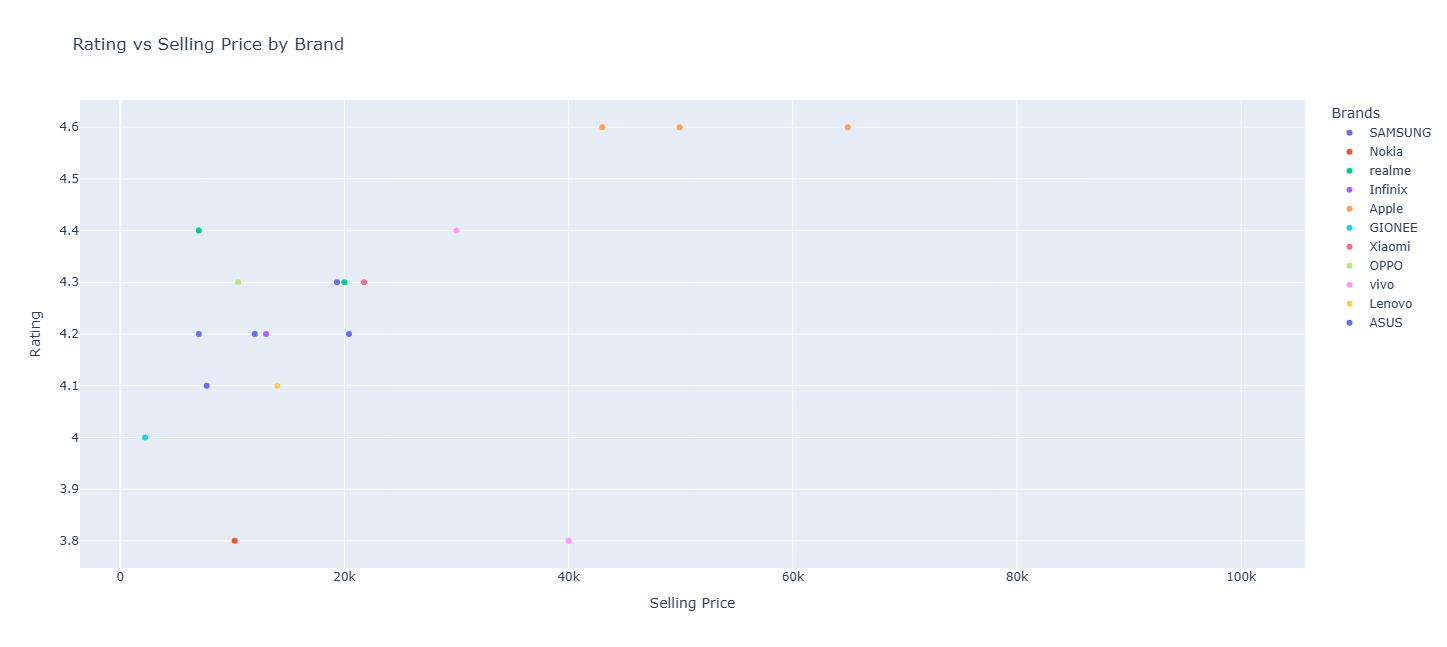 Rating vs Selling Price by Brand
Brands
SAMSUNG
Nokia
realme
Infinix
Apple
GIONEE
Xiaomi
OPPO
vivo
Lenovo
ASUS
4.6
4.5
4.4
4.3
4.2
4.1
4
3.9
3.8
Rating
0 20k 40k 60k 80k 100k
Selling Price